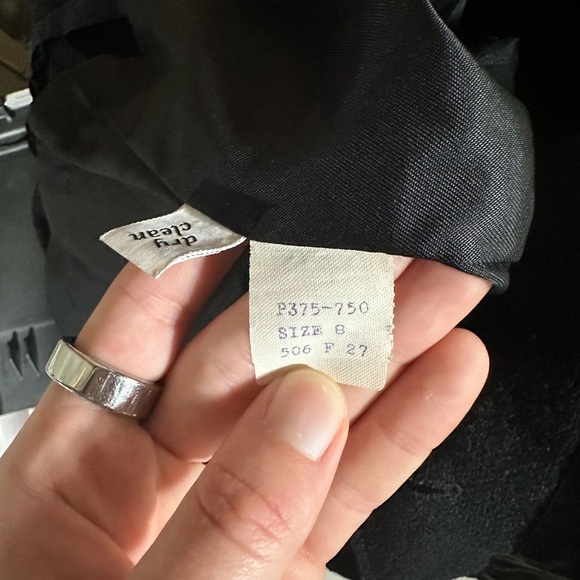 dry
clean
P375-750
SIZE 8
506 F 27